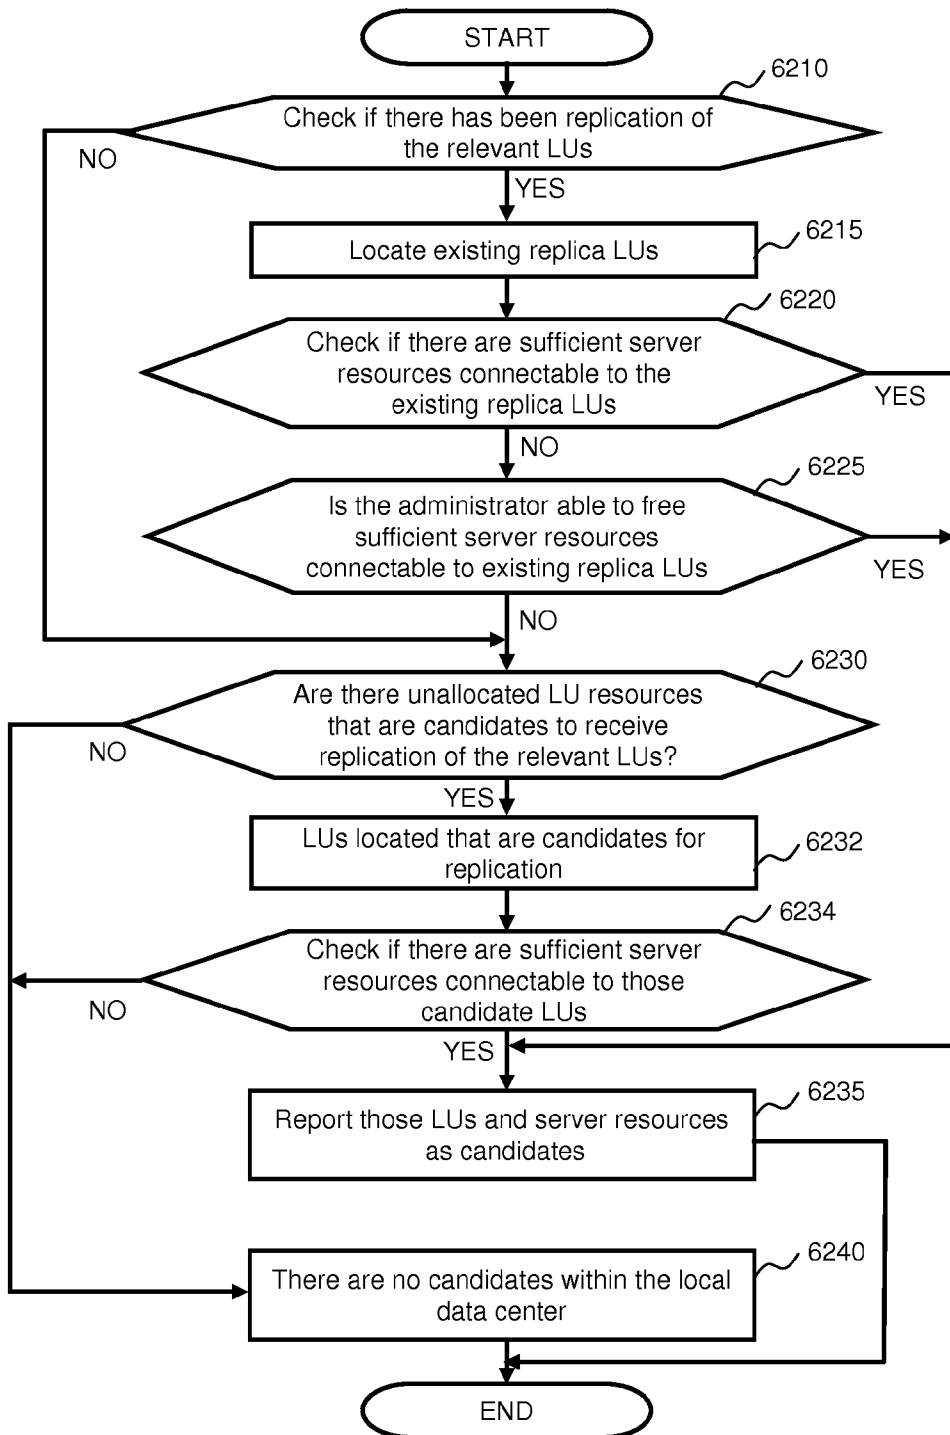 START
6210
Check if there has been replication of
the relevant LUs
NO
YES
6215
Locate existing replica LUs
6220
Check if there are sufficient server
resources connectable to the
existing replica LUs
YES
NO
6225
Is the administrator able to free
sufficient server resources
connectable to existing replica LUs
YES
NO
6230
Are there unallocated LU resources
that are candidates to receive
replication of the relevant LUs?
NO
YES
6232
LUs located that are candidates for
replication
6234
Check if there are sufficient server
resources connectable to those
candidate LUs
NO
YES
6235
Report those LUs and server resources
as candidates
6240
There are no candidates within the local
data center
END